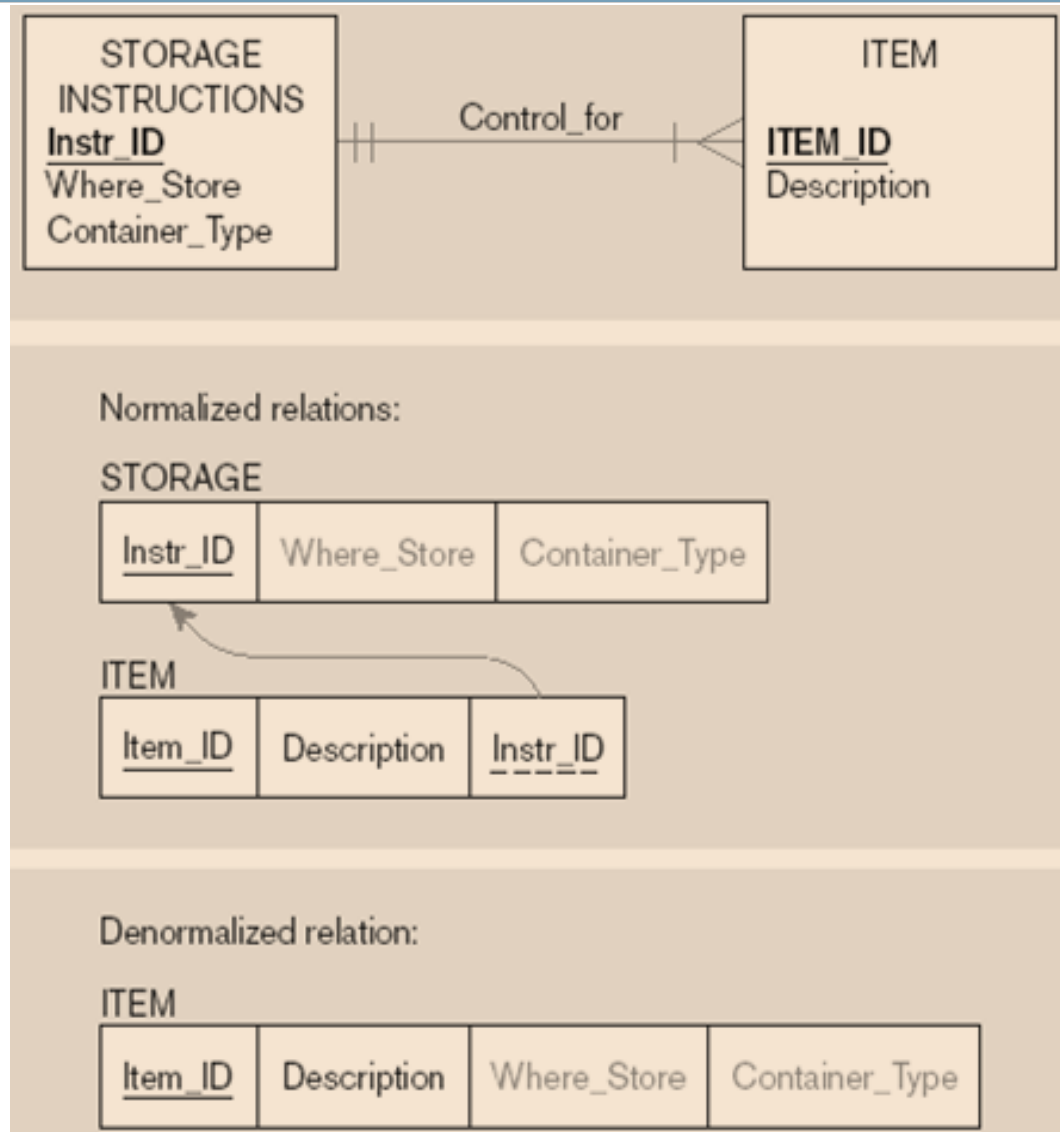 STORAGE
INSTRUCTIONS
Instr_ID
Where_Store
Container_Type
Control_for
ITEM
ITEM_ID
Description
Normalized relations:
STORAGE
Instr_ID Where_Store Container_Type
ITEM
Item_ID Description Instr_ID
Denormalized relation:
ITEM
Item_ID Description Where_Store Container_Type